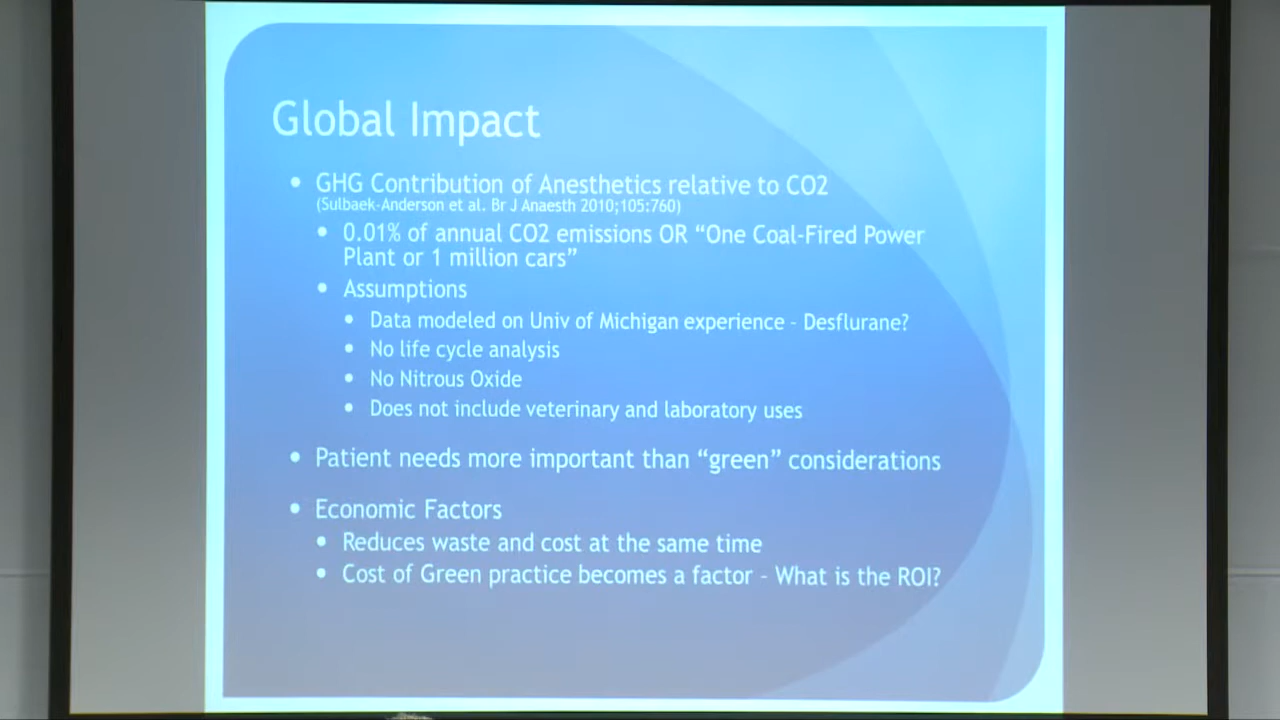 Global Impact
• GHG Contribution of Anesthetics relative to CO2
(Sulbaek-Anderson et al. Br J Anaesth 2010;105:760)
• 0.01% of annual CO2 emissions OR “One Coal-Fired Power
Plant or 1 million cars”
• Assumptions
• Data modeled on Univ of Michigan experience – Desflurane?
• No life cycle analysis
• No Nitrous Oxide
• Does not include veterinary and laboratory uses
• Patient needs more important than “green” considerations
• Economic Factors
• Reduces waste and cost at the same time
• Cost of Green practice becomes a factor – What is the ROI?